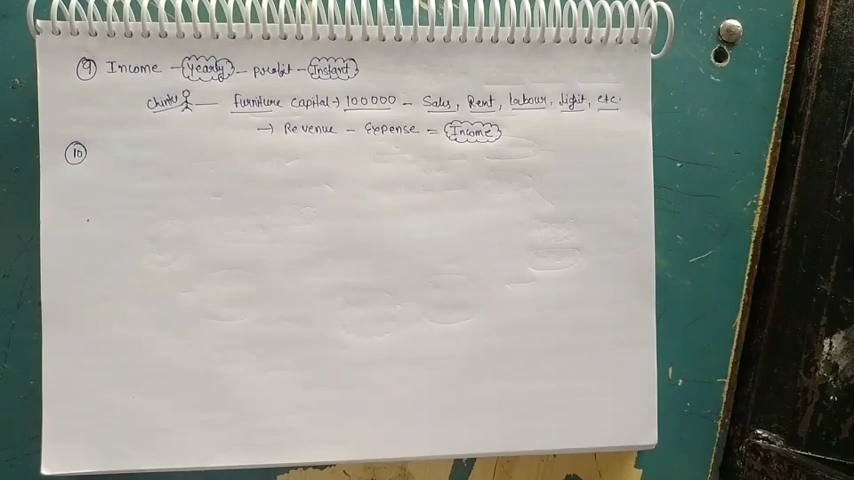 9 Income - Yearly - profit - Instant
Chintu - Furniture Capital → 100000 - Sales, Rent, Labour, light, etc.
→ Revenue - Expense = Income
10